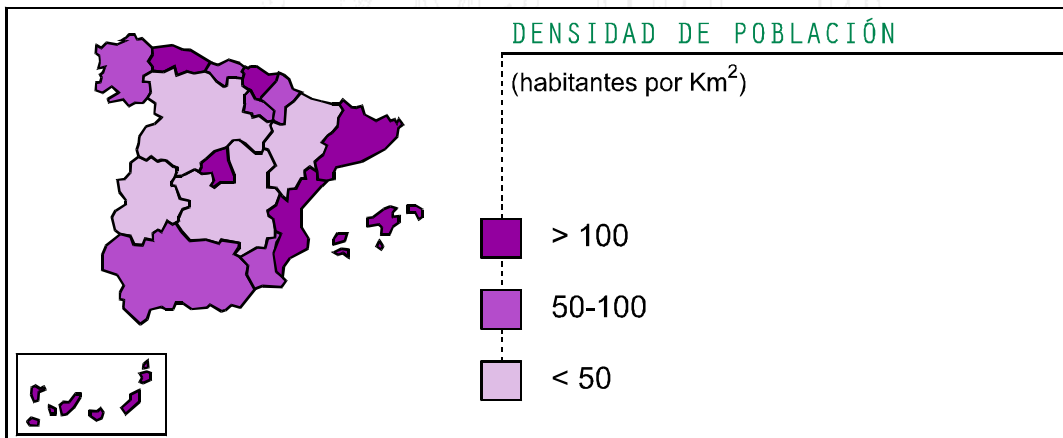 DENSIDAD DE POBLACIÓN
(habitantes por Km²)
> 100
50-100
< 50